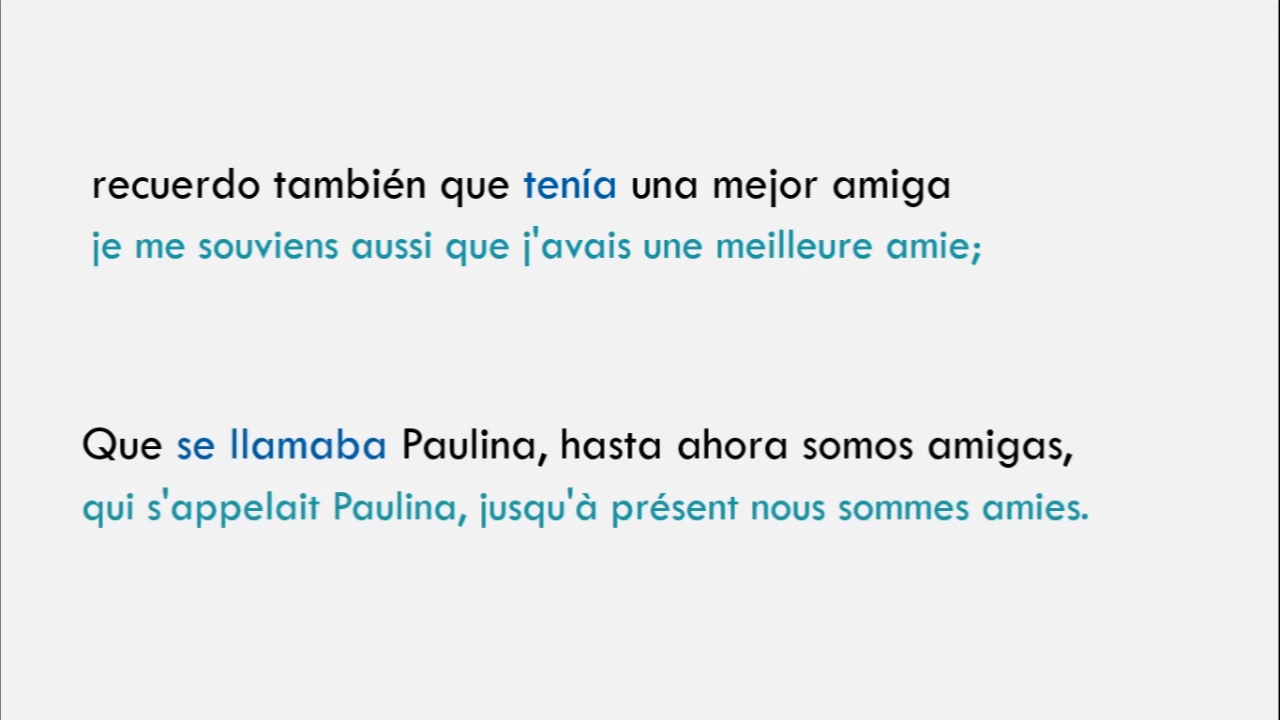 recuerdo también que tenía una mejor amiga
je me souviens aussi que j'avais une meilleure amie;
Que se llamaba Paulina, hasta ahora somos amigas,
qui s'appelait Paulina, jusqu'à présent nous sommes amies.